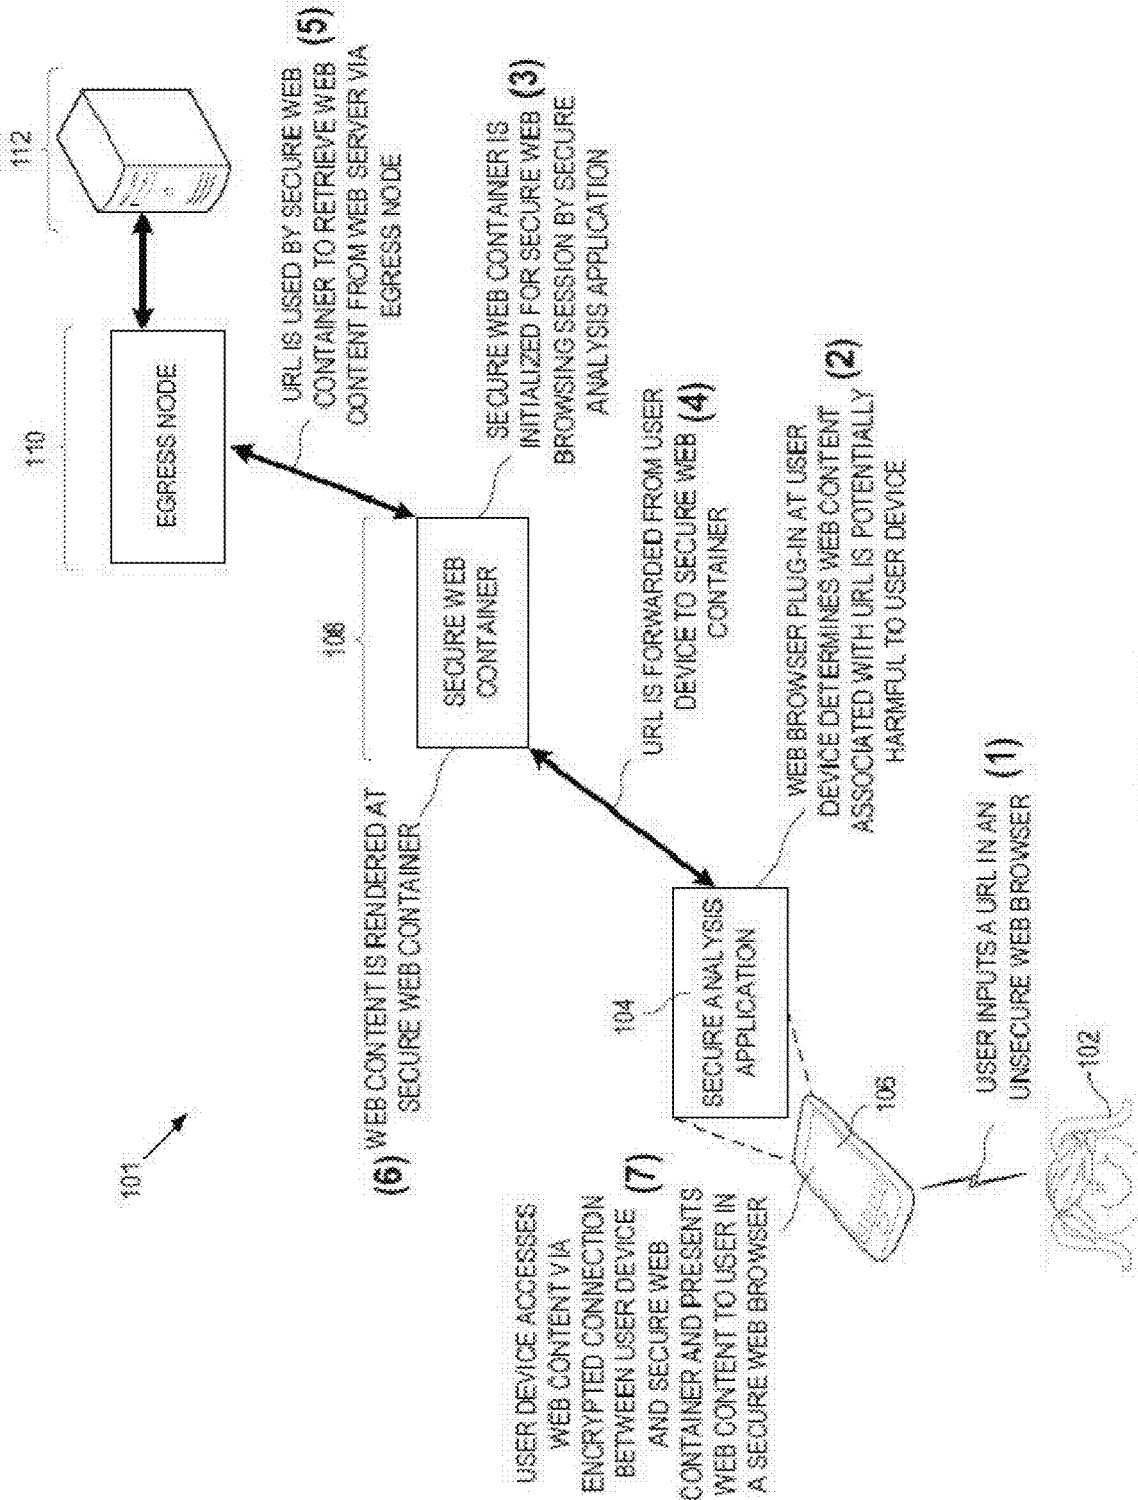 112
110
EGRESS NODE
URL IS USED BY SECURE WEB
CONTAINER TO RETRIEVE WEB (5)
CONTENT FROM WEB SERVER VIA
EGRESS NODE
101
108
SECURE WEB
CONTAINER
SECURE WEB CONTAINER IS
INITIALIZED FOR SECURE WEB (3)
BROWSING SESSION BY SECURE
ANALYSIS APPLICATION
(6) WEB CONTENT IS RENDERED AT
SECURE WEB CONTAINER
URL IS FORWARDED FROM USER
DEVICE TO SECURE WEB (4)
CONTAINER
104
SECURE ANALYSIS
APPLICATION
WEB BROWSER PLUG-IN AT USER
DEVICE DETERMINES WEB CONTENT (2)
ASSOCIATED WITH URL IS POTENTIALLY
HARMFUL TO USER DEVICE
USER DEVICE ACCESSES
WEB CONTENT VIA
ENCRYPTED CONNECTION
BETWEEN USER DEVICE (7)
AND SECURE WEB
CONTAINER AND PRESENTS
WEB CONTENT TO USER IN
A SECURE WEB BROWSER
106
USER INPUTS A URL IN AN (1)
UNSECURE WEB BROWSER
102